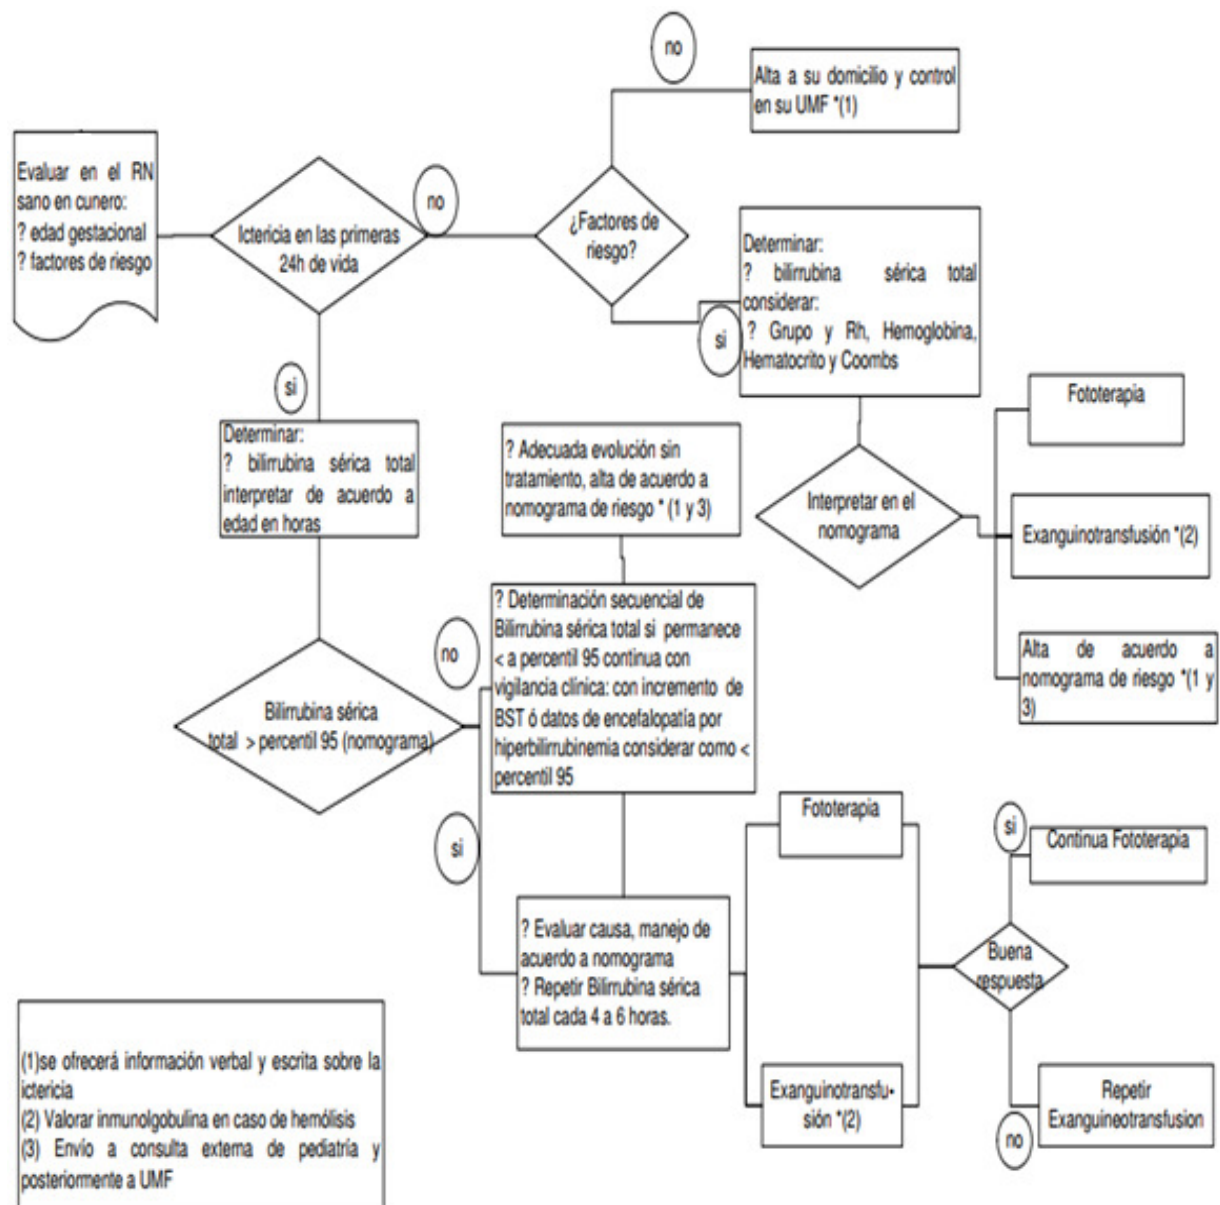 no
Alta a su domicilio y control
en su UMF *(1)
Evaluar en el RN
sano en cunero:
? edad gestacional
? factores de riesgo
Ictericia en las primeras
24h de vida
no
¿Factores de
riesgo?
Determinar:
? bilirrubina sérica total
considerar:
? Grupo y Rh, Hemoglobina,
Hematocrito y Coombs
si
si
Determinar:
? bilirrubina sérica total
interpretar de acuerdo a
edad en horas
? Adecuada evolución sin
tratamiento, alta de acuerdo a
nomograma de riesgo * (1 y 3)
Interpretar en el
nomograma
Fototerapia
Exanguinotransfusión *(2)
Alta de acuerdo a
nomograma de riesgo *(1 y
3)
Bilirrubina sérica
total > percentil 95 (nomograma)
no
? Determinación secuencial de
Bilirrubina sérica total si permanece
< a percentil 95 continua con
vigilancia clínica: con incremento de
BST ó datos de encefalopatía por
hiperbilirrubinemia considerar como <
percentil 95
si.
? Evaluar causa, manejo de
acuerdo a nomograma
? Repetir Bilirrubina sérica
total cada 4 a 6 horas.
Fototerapia
Exanguinotransfu-
sión *(2)
Buena
respuesta
si.
Continua Fototerapia
no
Repetir
Exanguineotransfusion
(1)se ofrecerá información verbal y escrita sobre la
ictericia
(2) Valorar inmunolgobulina en caso de hemólisis
(3) Envío a consulta externa de pediatría y
posteriormente a UMF